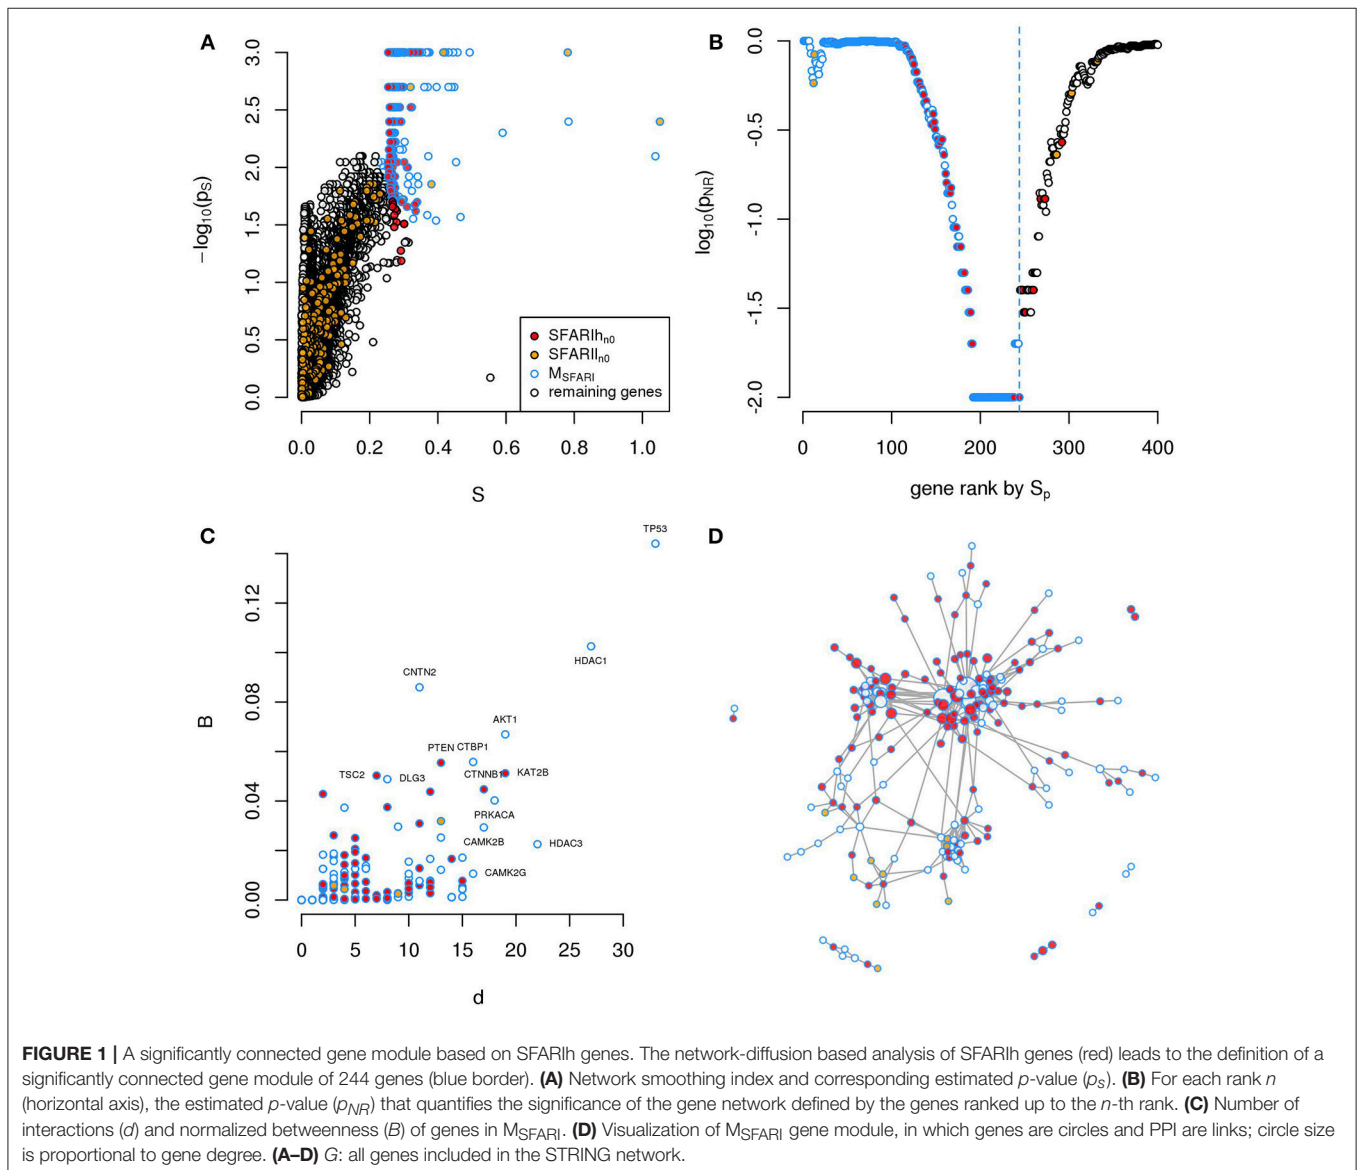 A
3.0
2.5
2.0
1.5
1.0
0.5
0.0
−log10(pS)
0.0 0.2 0.4 0.6 0.8 1.0
S
SFARIhn0
SFARIIn0
MSFARI
remaining genes
B
0.0
-0.5
-1.0
-1.5
-2.0
log10(pNR)
0 100 200 300 400
gene rank by Sp
C
0.12
0.08
0.04
0.00
B
TP53
HDAC1
CNTN2
AKT1
PTEN CTBP1
TSC2 DLG3 CTNNB1 KAT2B
PRKACA
CAMK2B HDAC3
CAMK2G
0 5 10 15 20 25 30
d
D
FIGURE 1 | A significantly connected gene module based on SFARIh genes. The network-diffusion based analysis of SFARIh genes (red) leads to the definition of a
significantly connected gene module of 244 genes (blue border). (A) Network smoothing index and corresponding estimated p-value (pS). (B) For each rank n
(horizontal axis), the estimated p-value (pNR) that quantifies the significance of the gene network defined by the genes ranked up to the n-th rank. (C) Number of
interactions (d) and normalized betweenness (B) of genes in MSFARI. (D) Visualization of MSFARI gene module, in which genes are circles and PPI are links; circle size
is proportional to gene degree. (A–D) G: all genes included in the STRING network.